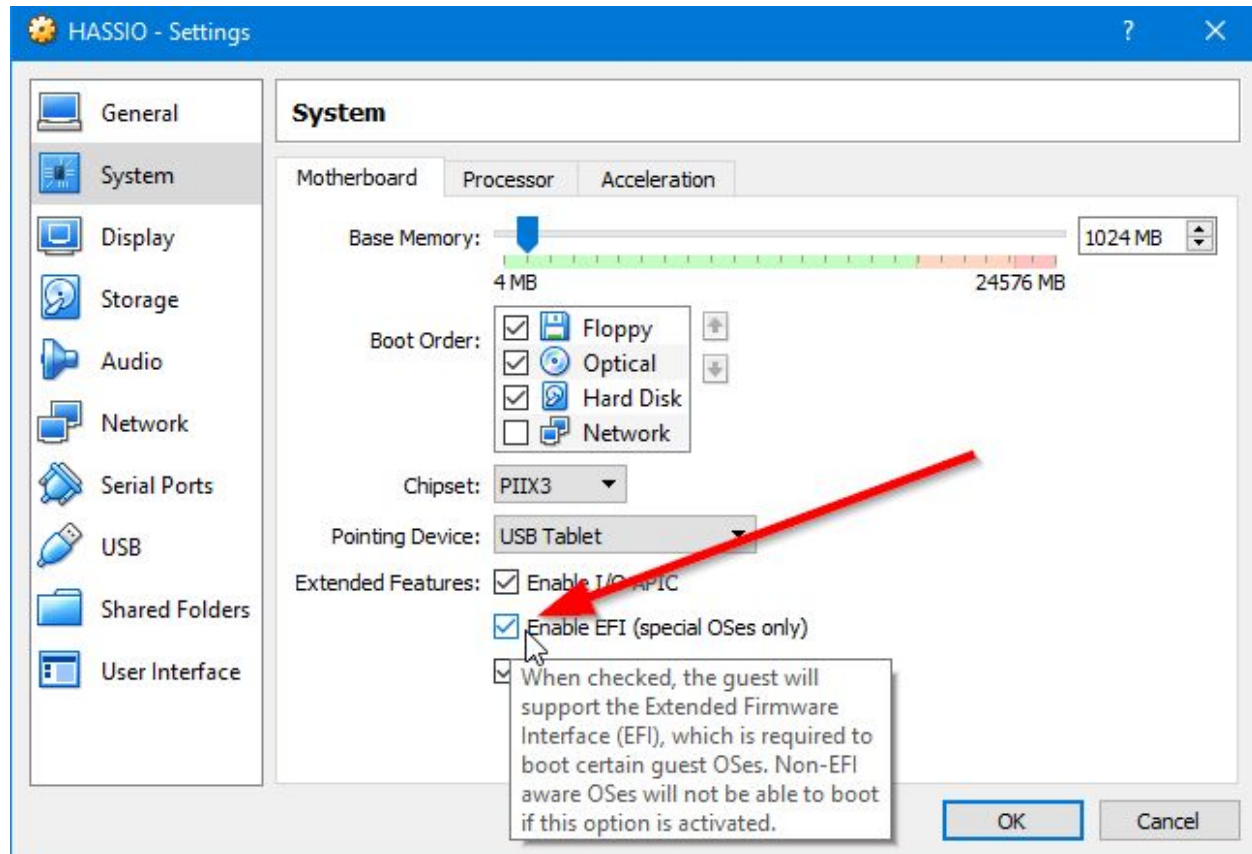 HASSIO - Settings
?
General
System
Display
Storage
Audio
Network
Serial Ports
USB
Shared Folders
User Interface
System
Motherboard Processor Acceleration
Base Memory: 1024 MB
4 MB 24576 MB
Boot Order:
Floppy
Optical
Hard Disk
Network
Chipset: PIIX3
Pointing Device: USB Tablet
Extended Features: Enable I/O APIC
Enable EFI (special OSes only)
When checked, the guest will
support the Extended Firmware
Interface (EFI), which is required to
boot certain guest OSes. Non-EFI
aware OSes will not be able to boot
if this option is activated.
OK Cancel